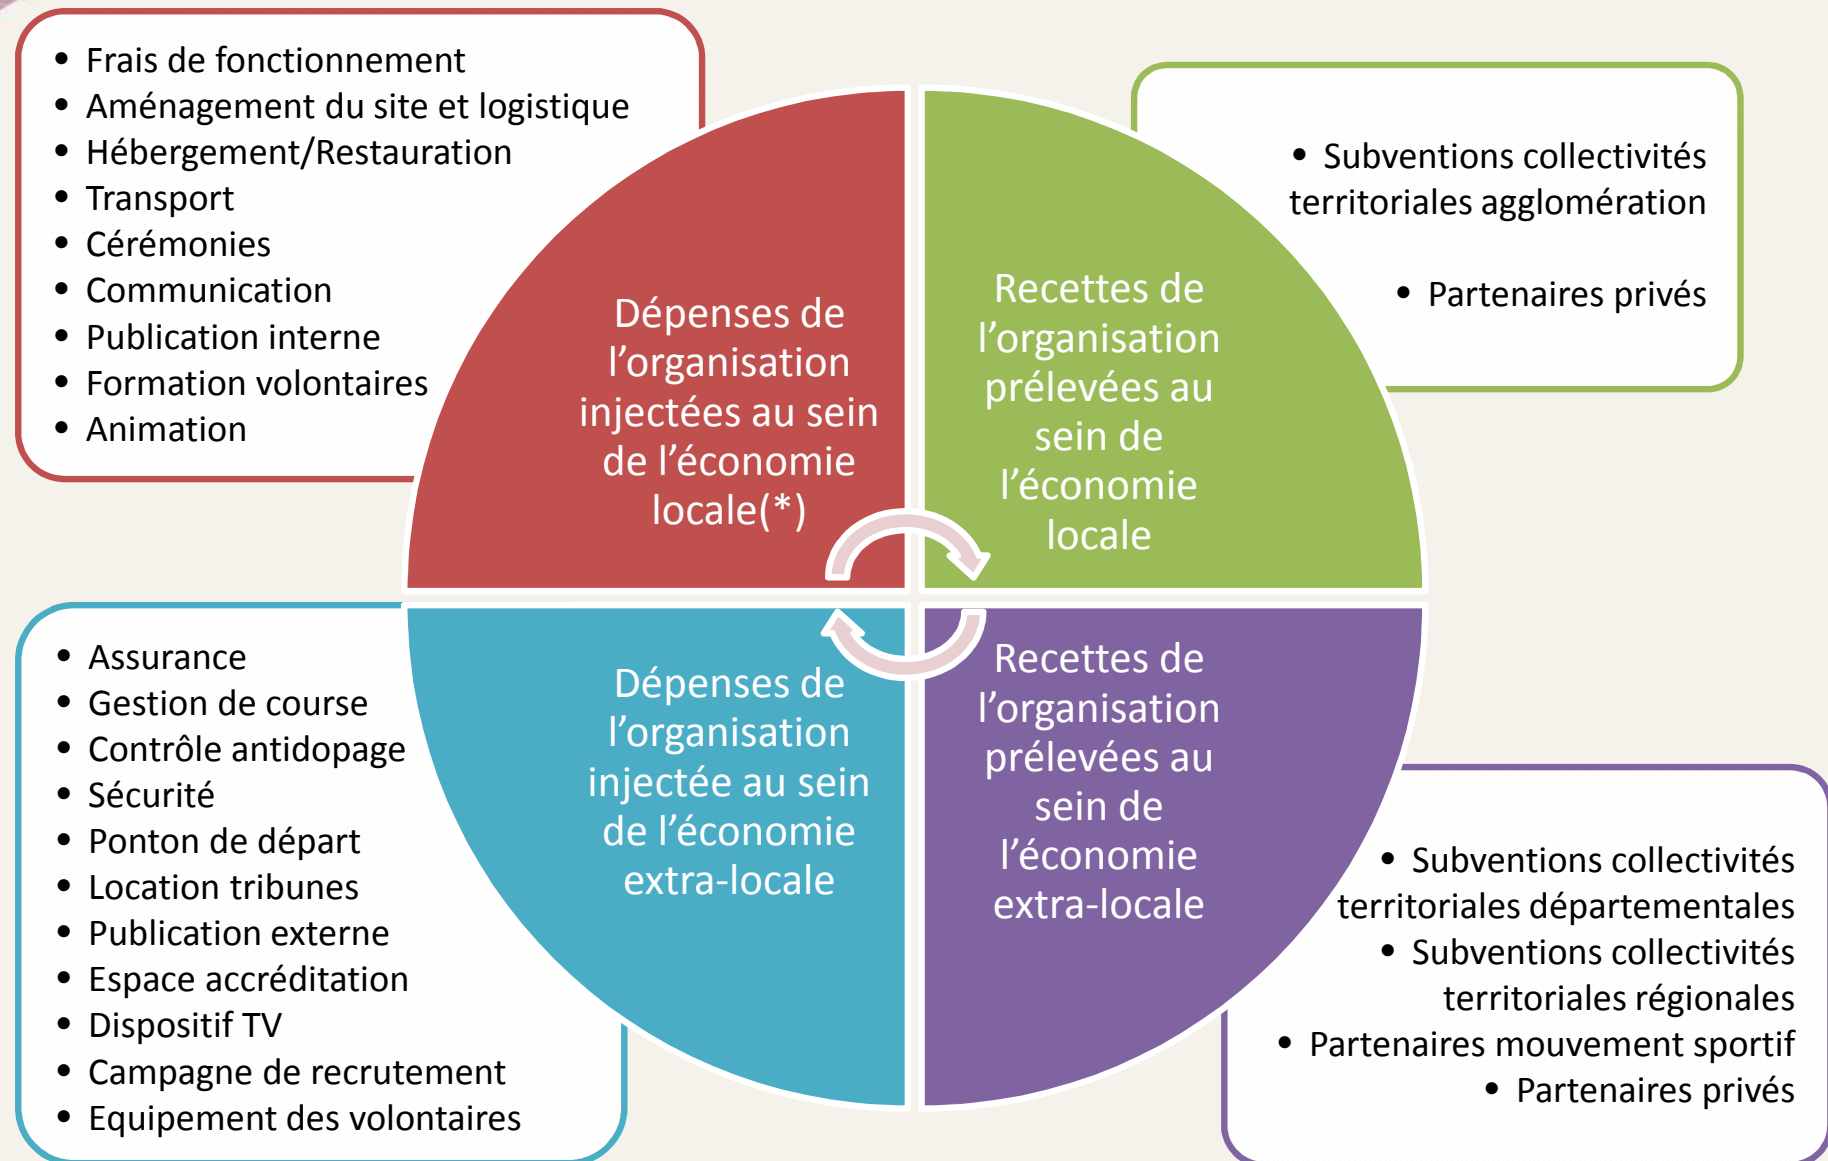 • Frais de fonctionnement
• Aménagement du site et logistique
• Hébergement/Restauration
• Transport
• Cérémonies
• Communication
• Publication interne
• Formation volontaires
• Animation
Dépenses de
l’organisation
injectées au sein
de l’économie
locale(*)
Recettes de
l’organisation
prélevées au
sein de
l’économie
locale
• Subventions collectivités
territoriales agglomération
• Partenaires privés
• Assurance
• Gestion de course
• Contrôle antidopage
• Sécurité
• Ponton de départ
• Location tribunes
• Publication externe
• Espace accréditation
• Dispositif TV
• Campagne de recrutement
• Equipement des volontaires
Dépenses de
l’organisation
injectée au sein
de l’économie
extra-locale
Recettes de
l’organisation
prélevées au
sein de
l’économie
extra-locale
• Subventions collectivités
territoriales départementales
• Subventions collectivités
territoriales régionales
• Partenaires mouvement sportif
• Partenaires privés